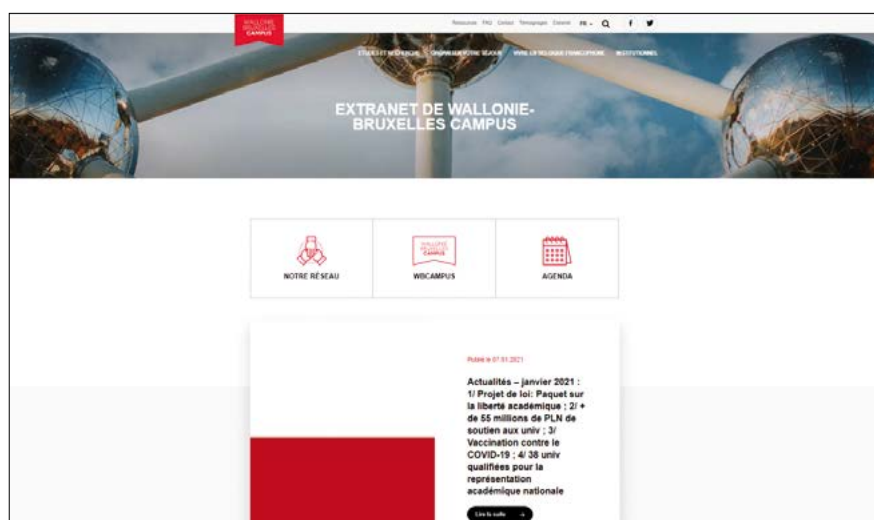 WALLONIE
BRUXELLES
CAMPUS
Ressources FAQ Contact Témoignages Extranet FR
ÉTUDES ET RECHERCHE ORGANISER VOTRE SÉJOUR VIVRE EN BELGIQUE FRANCOPHONE INSTITUTIONNEL
EXTRANET DE WALLONIE-
BRUXELLES CAMPUS
WALLONIE
BRUXELLES
CAMPUS
NOTRE RÉSEAU WBCAMPUS AGENDA
Publié le 07.01.2021
Actualités – janvier 2021 :
1/ Projet de loi: Paquet sur
la liberté académique ; 2/ +
de 55 millions de PLN de
soutien aux univ ; 3/
Vaccination contre le
COVID-19 ; 4/ 38 univ
qualifiées pour la
représentation
académique nationale
Lire la suite →